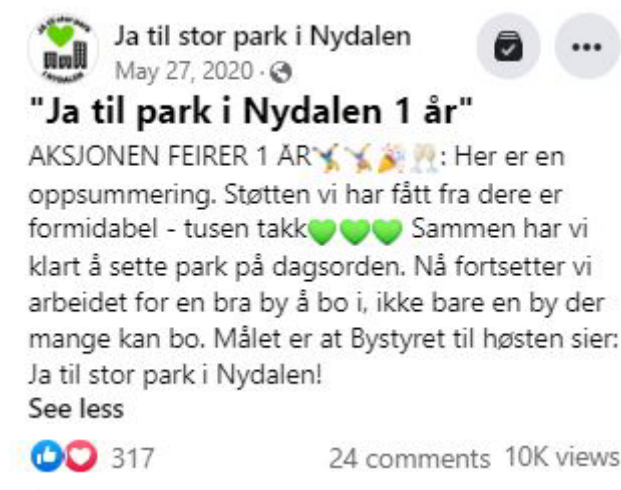 Ja til stor park i Nydalen
May 27, 2020 ·
"Ja til park i Nydalen 1 år"
AKSJONEN FEIRER 1 ÅR🤸🤸🎉🥂: Her er en
oppsummering. Støtten vi har fått fra dere er
formidabel - tusen takk💚💚💚 Sammen har vi
klart å sette park på dagsorden. Nå fortsetter vi
arbeidet for en bra by å bo i, ikke bare en by der
mange kan bo. Målet er at Bystyret til høsten sier:
Ja til stor park i Nydalen!
See less
317 24 comments 10K views